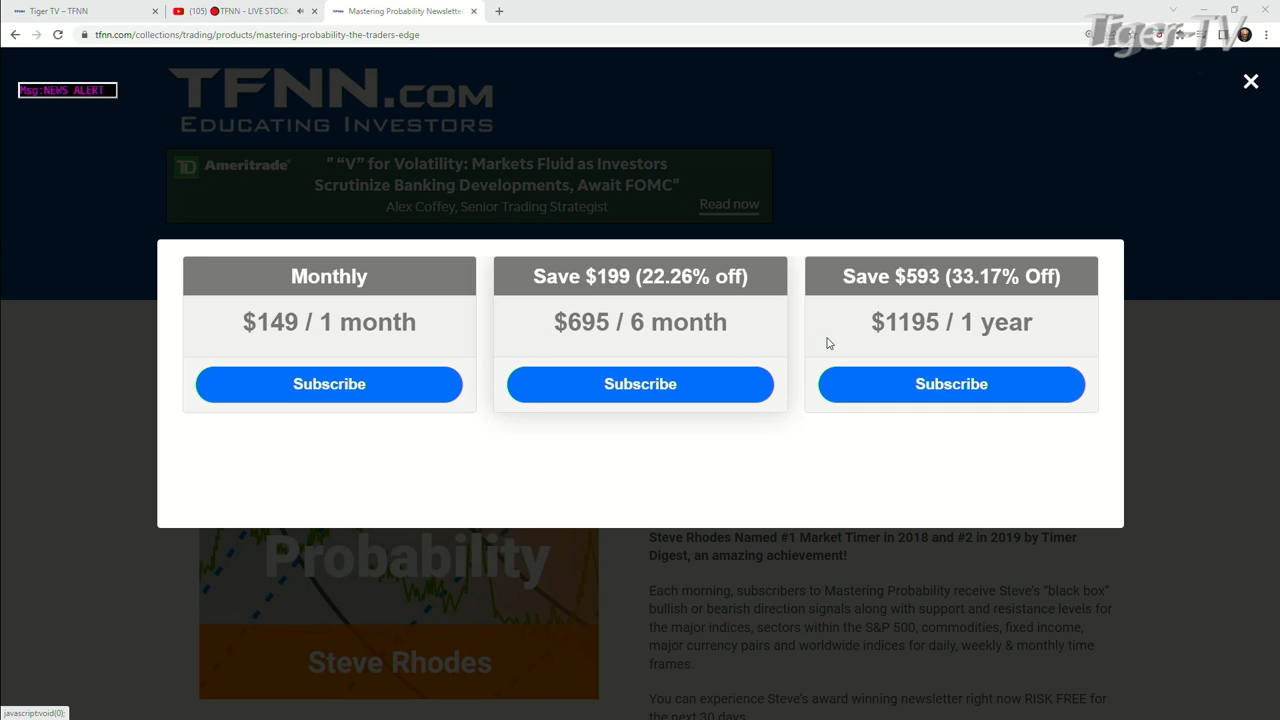 Tiger TV – TFNN
(105) 🔴TFNN - LIVE STOCK
Mastering Probability Newslette
Tiger TV
tfnn.com/collections/trading/products/mastering-probability-the-traders-edge
Msg:NEWS ALERT
TFNN.com
Educating Investors
TD Ameritrade®
" “V” for Volatility: Markets Fluid as Investors
Scrutinize Banking Developments, Await FOMC”
Alex Coffey, Senior Trading Strategist
Read now
Monthly
$149 / 1 month
Subscribe
Save $199 (22.26% off)
$695 / 6 month
Subscribe
Save $593 (33.17% Off)
$1195 / 1 year
Subscribe
Probability
Steve Rhodes
Steve Rhodes Named #1 Market Timer in 2018 and #2 in 2019 by Timer
Digest, an amazing achievement!
Each morning, subscribers to Mastering Probability receive Steve's “black box”
bullish or bearish direction signals along with support and resistance levels for
the major indices, sectors within the S&P 500, commodities, fixed income,
major currency pairs and worldwide indices for daily, weekly & monthly time
frames.
You can experience Steve's award winning newsletter right now RISK FREE for
the next 30 days
javascript:void(0);